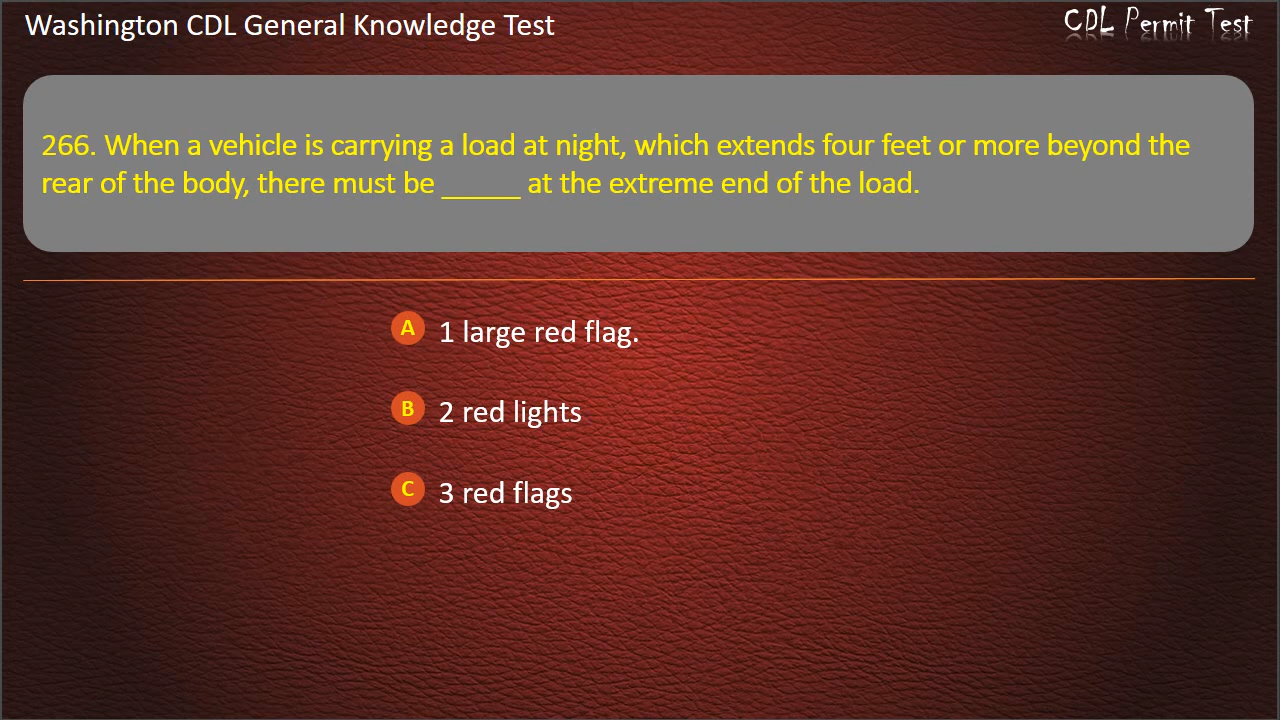 Washington CDL General Knowledge Test
CDL Permit Test
266. When a vehicle is carrying a load at night, which extends four feet or more beyond the
rear of the body, there must be _____ at the extreme end of the load.
A 1 large red flag.
B 2 red lights
C 3 red flags